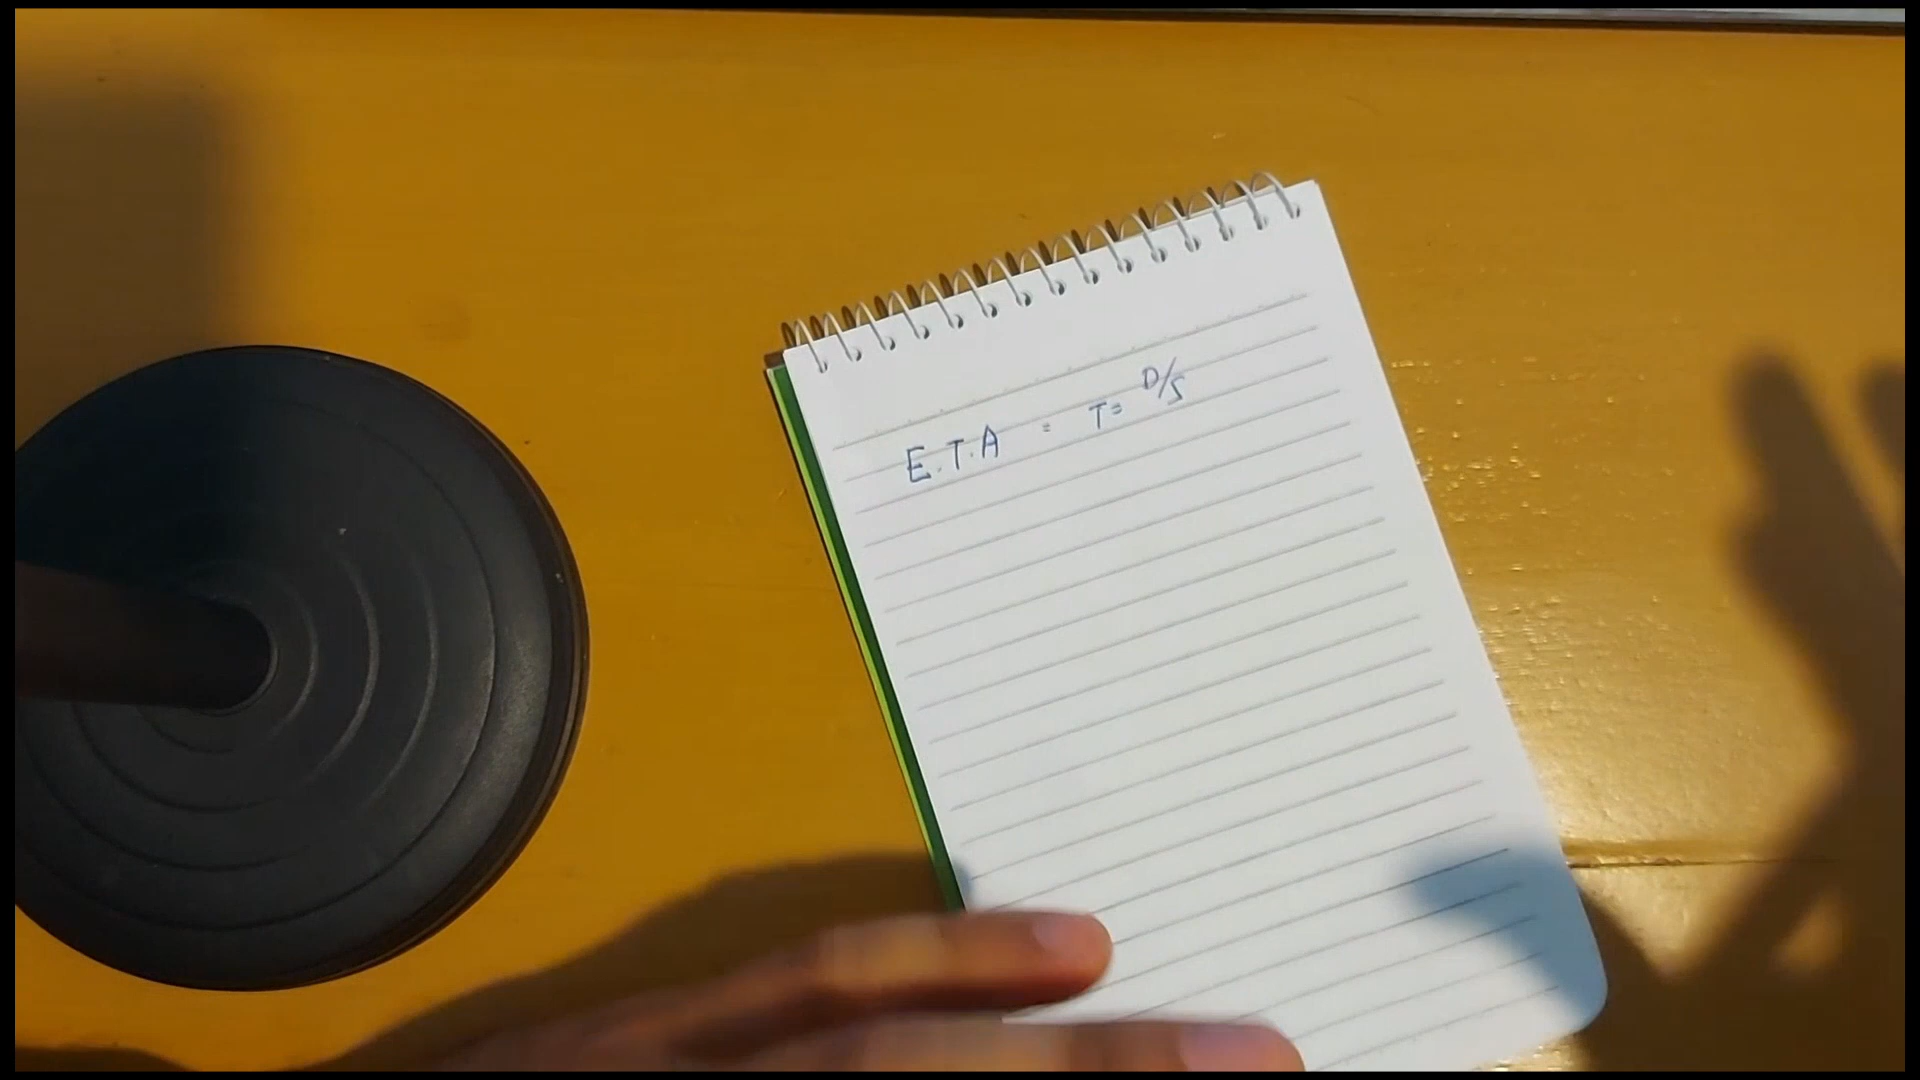 E.T.A = T= D/S